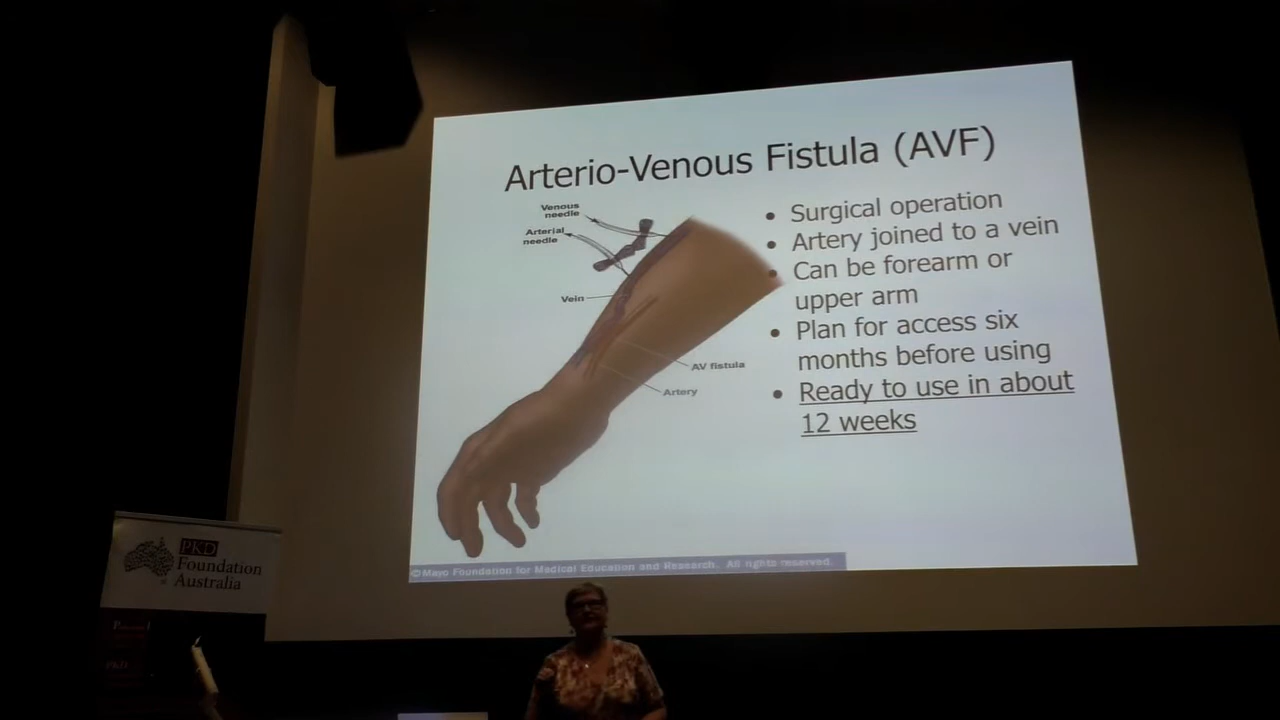 Arterio-Venous Fistula (AVF)
Venous
needle
Arterial
needle
Vein
AV fistula
Artery
• Surgical operation
• Artery joined to a vein
• Can be forearm or
upper arm
• Plan for access six
months before using
• Ready to use in about
12 weeks
©Mayo Foundation for Medical Education and Research. All rights reserved.
PKD
Foundation
Australia
PKD